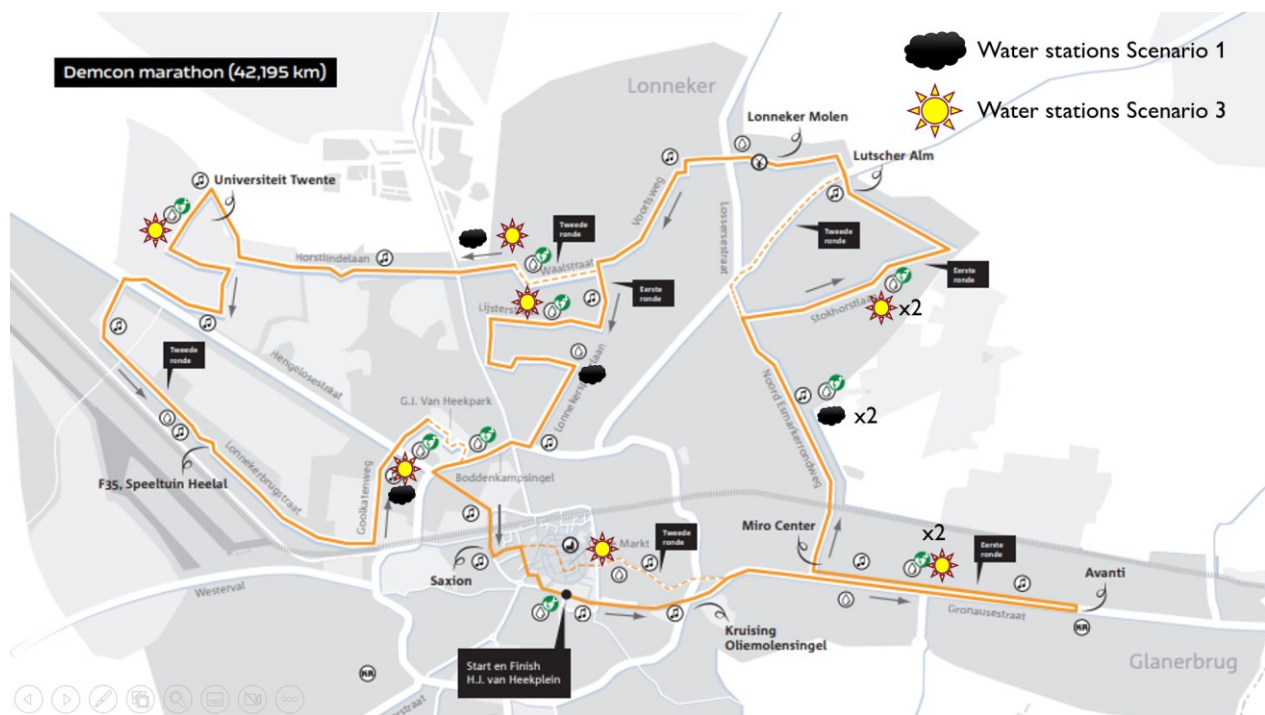 Demcon marathon (42,195 km)
Water stations Scenario 1
Water stations Scenario 3
Lonneker
Lonneker Molen
Lutscher Alm
Universiteit Twente
Voortsweg
Lossersestraat
Tweede
ronde
Tweede
ronde
Horstlindelaan
Waalstraat
Eerste
ronde
Eerste
ronde
Stokhorstlaan
x2
Hengelosestraat
Tweede
ronde
G.J. Van Heekpark
Noord Esmarkerrondweg
x2
F35, Speeltuin Heelal
Lonnekerbrugstraat
Goolkatenweg
Boddenkampsingel
Miro Center
x2
Eerste
ronde
Tweede
ronde
Markt
Saxion
Avanti
Westerval
Gronausestraat
Kruising
Oliemolensingel
Start en Finish
H.J. van Heekplein
Glanerbrug